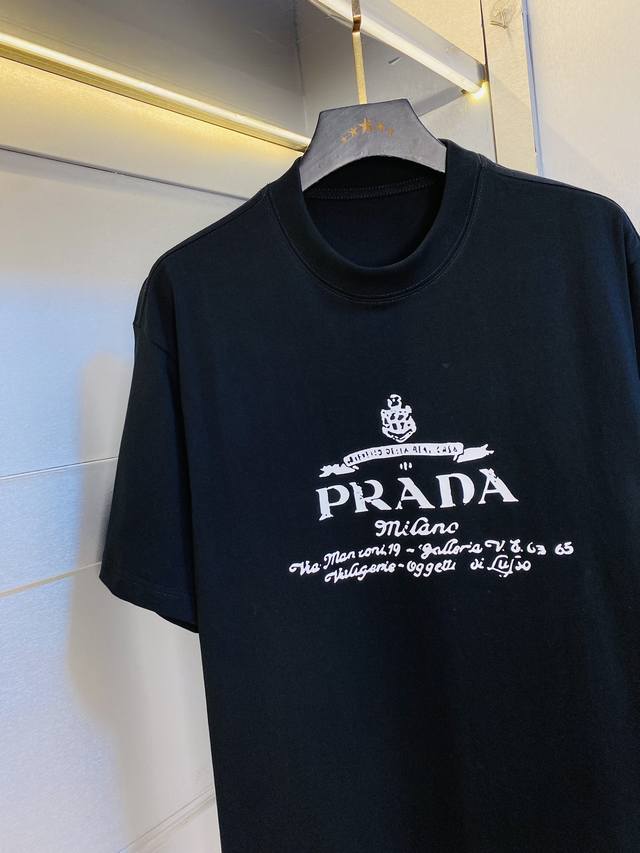 PRADA
Milano
Via Manzoni, 19 - Galleria V. E. 63 65
Valigerie - Oggetti di Lusso